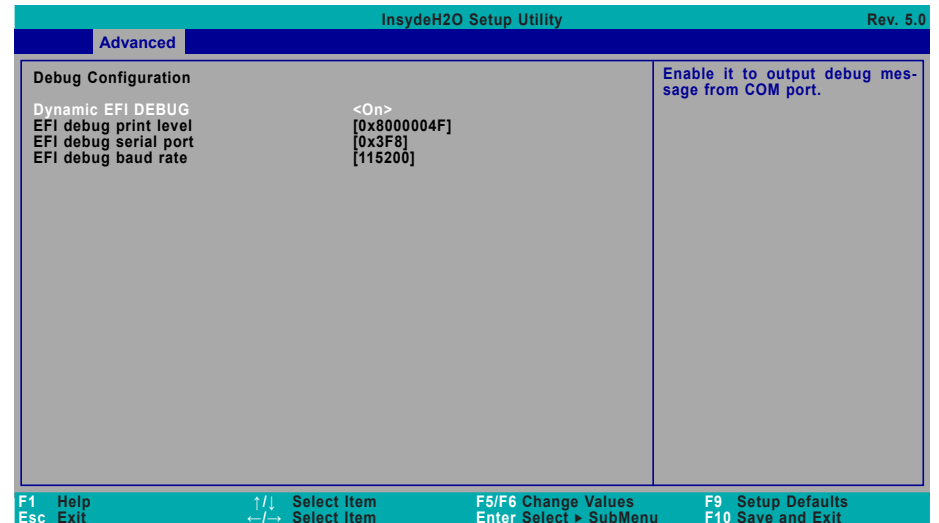 InsydeH2O Setup Utility Rev. 5.0
Advanced
Debug Configuration
Dynamic EFI DEBUG <On>
EFI debug print level [0x8000004F]
EFI debug serial port [0x3F8]
EFI debug baud rate [115200]
Enable it to output debug mes-
sage from COM port.
F1 Help ↑/↓ Select Item F5/F6 Change Values F9 Setup Defaults
Esc Exit ←/→ Select Item Enter Select ▶ SubMenu F10 Save and Exit